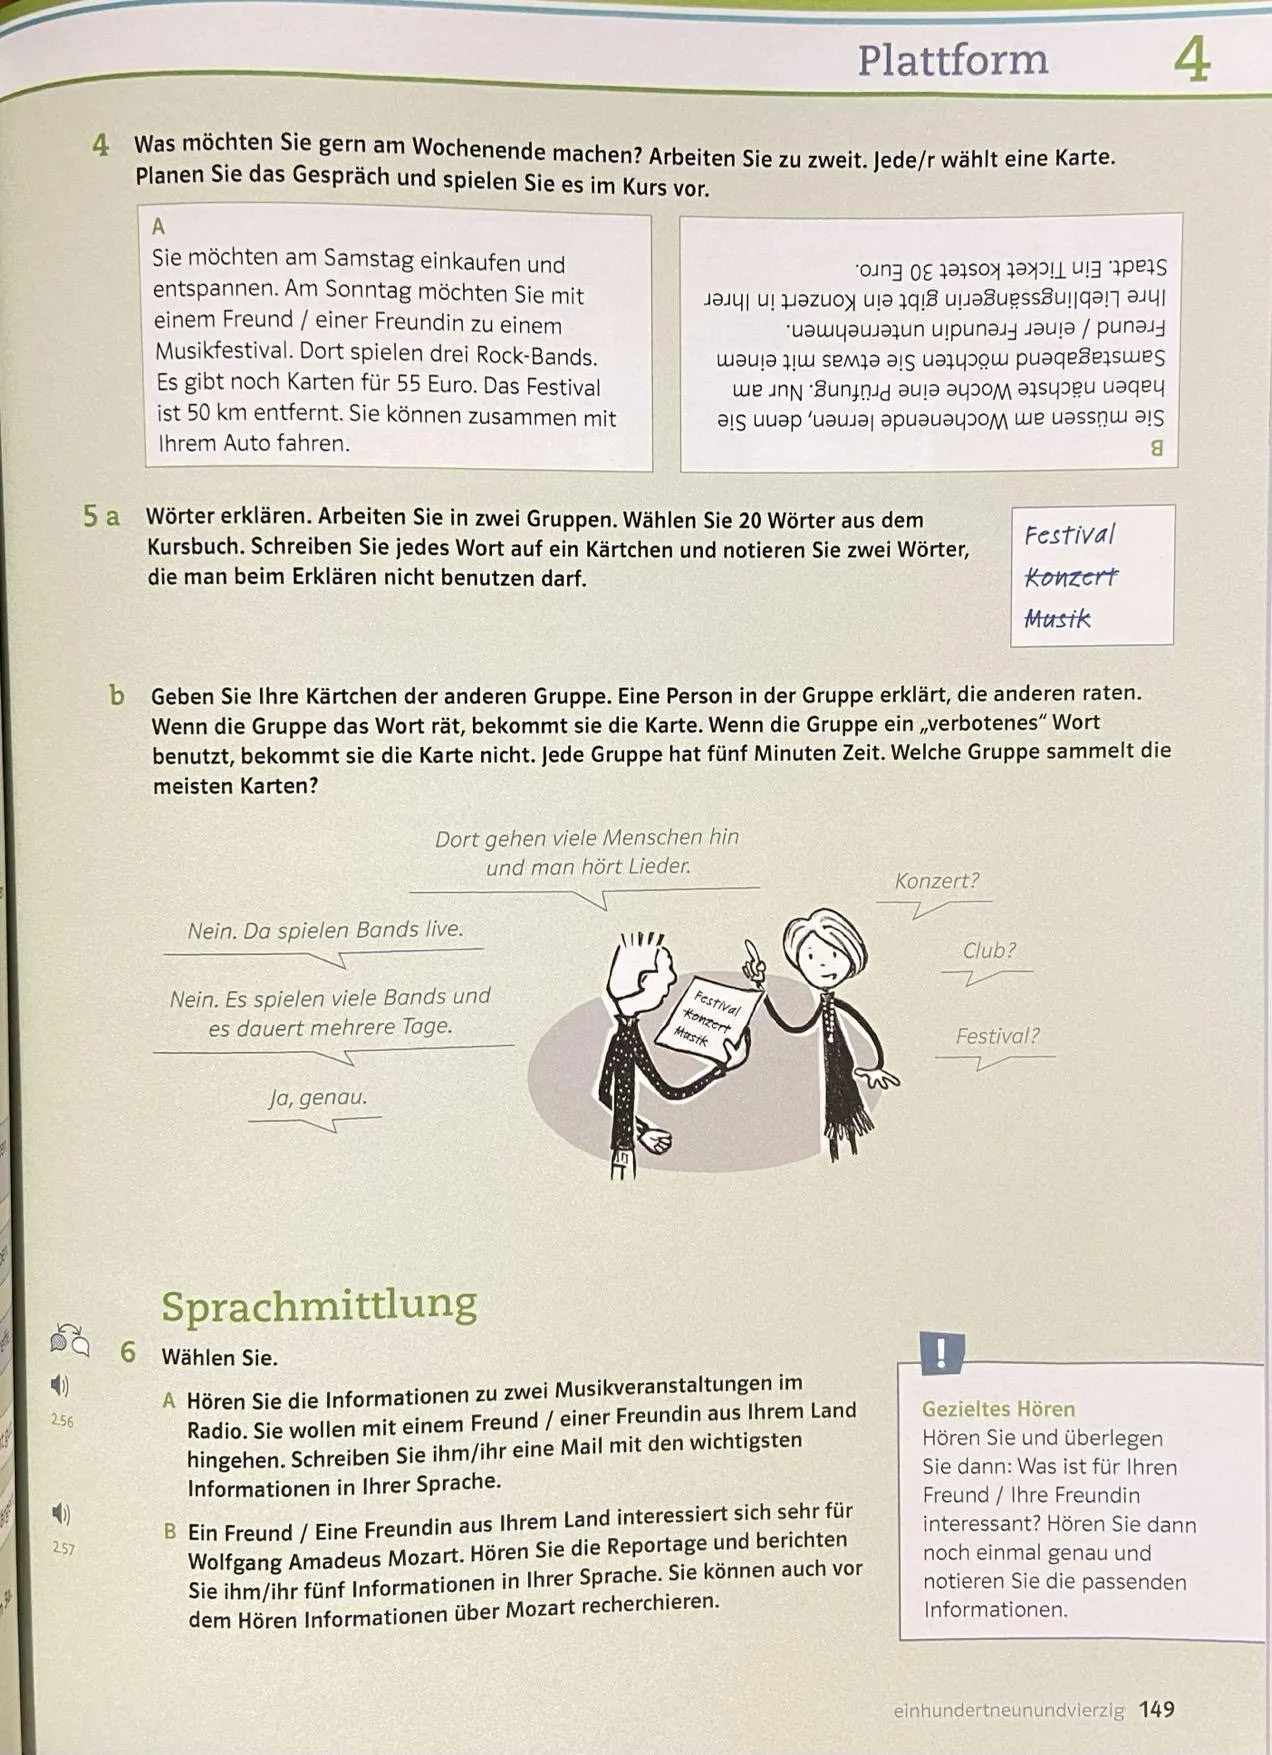 Plattform 4
4 Was möchten Sie gern am Wochenende machen? Arbeiten Sie zu zweit. Jede/r wählt eine Karte.
Planen Sie das Gespräch und spielen Sie es im Kurs vor.
A
Sie möchten am Samstag einkaufen und
entspannen. Am Sonntag möchten Sie mit
einem Freund / einer Freundin zu einem
Musikfestival. Dort spielen drei Rock-Bands.
Es gibt noch Karten für 55 Euro. Das Festival
ist 50 km entfernt. Sie können zusammen mit
Ihrem Auto fahren.
B
Sie müssen am Wochenende lernen, denn Sie
haben nächste Woche eine Prüfung. Nur am
Samstagabend möchten Sie etwas mit einem
Freund / einer Freundin unternehmen.
Ihre Lieblingssängerin gibt ein Konzert in Ihrer
Stadt. Ein Ticket kostet 30 Euro.
5 a Wörter erklären. Arbeiten Sie in zwei Gruppen. Wählen Sie 20 Wörter aus dem
Kursbuch. Schreiben Sie jedes Wort auf ein Kärtchen und notieren Sie zwei Wörter,
die man beim Erklären nicht benutzen darf.
Festival
Konzert
Musik
b Geben Sie Ihre Kärtchen der anderen Gruppe. Eine Person in der Gruppe erklärt, die anderen raten.
Wenn die Gruppe das Wort rät, bekommt sie die Karte. Wenn die Gruppe ein „verbotenes“ Wort
benutzt, bekommt sie die Karte nicht. Jede Gruppe hat fünf Minuten Zeit. Welche Gruppe sammelt die
meisten Karten?
Dort gehen viele Menschen hin
und man hört Lieder.
Konzert?
Nein. Da spielen Bands live.
Club?
Nein. Es spielen viele Bands und
es dauert mehrere Tage.
Festival?
Ja, genau.
Festival
Konzert
Musik
Sprachmittlung
6 Wählen Sie.
2.56
A Hören Sie die Informationen zu zwei Musikveranstaltungen im
Radio. Sie wollen mit einem Freund / einer Freundin aus Ihrem Land
hingehen. Schreiben Sie ihm/ihr eine Mail mit den wichtigsten
Informationen in Ihrer Sprache.
2.57
B Ein Freund / Eine Freundin aus Ihrem Land interessiert sich sehr für
Wolfgang Amadeus Mozart. Hören Sie die Reportage und berichten
Sie ihm/ihr fünf Informationen in Ihrer Sprache. Sie können auch vor
dem Hören Informationen über Mozart recherchieren.
!
Gezieltes Hören
Hören Sie und überlegen
Sie dann: Was ist für Ihren
Freund / Ihre Freundin
interessant? Hören Sie dann
noch einmal genau und
notieren Sie die passenden
Informationen.
einhundertneunundvierzig 149